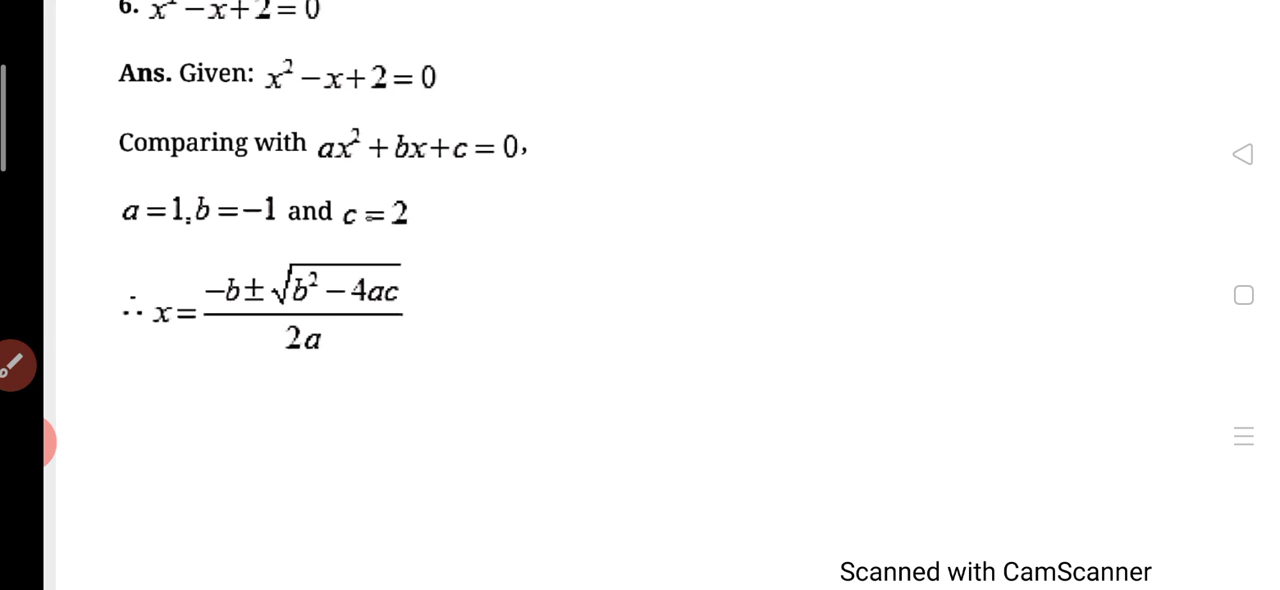 6. x² − x + 2 = 0
Ans. Given: x² − x + 2 = 0
Comparing with ax² + bx + c = 0,
a = 1, b = −1 and c = 2
∴ x = (−b ± √(b² − 4ac)) / 2a
Scanned with CamScanner